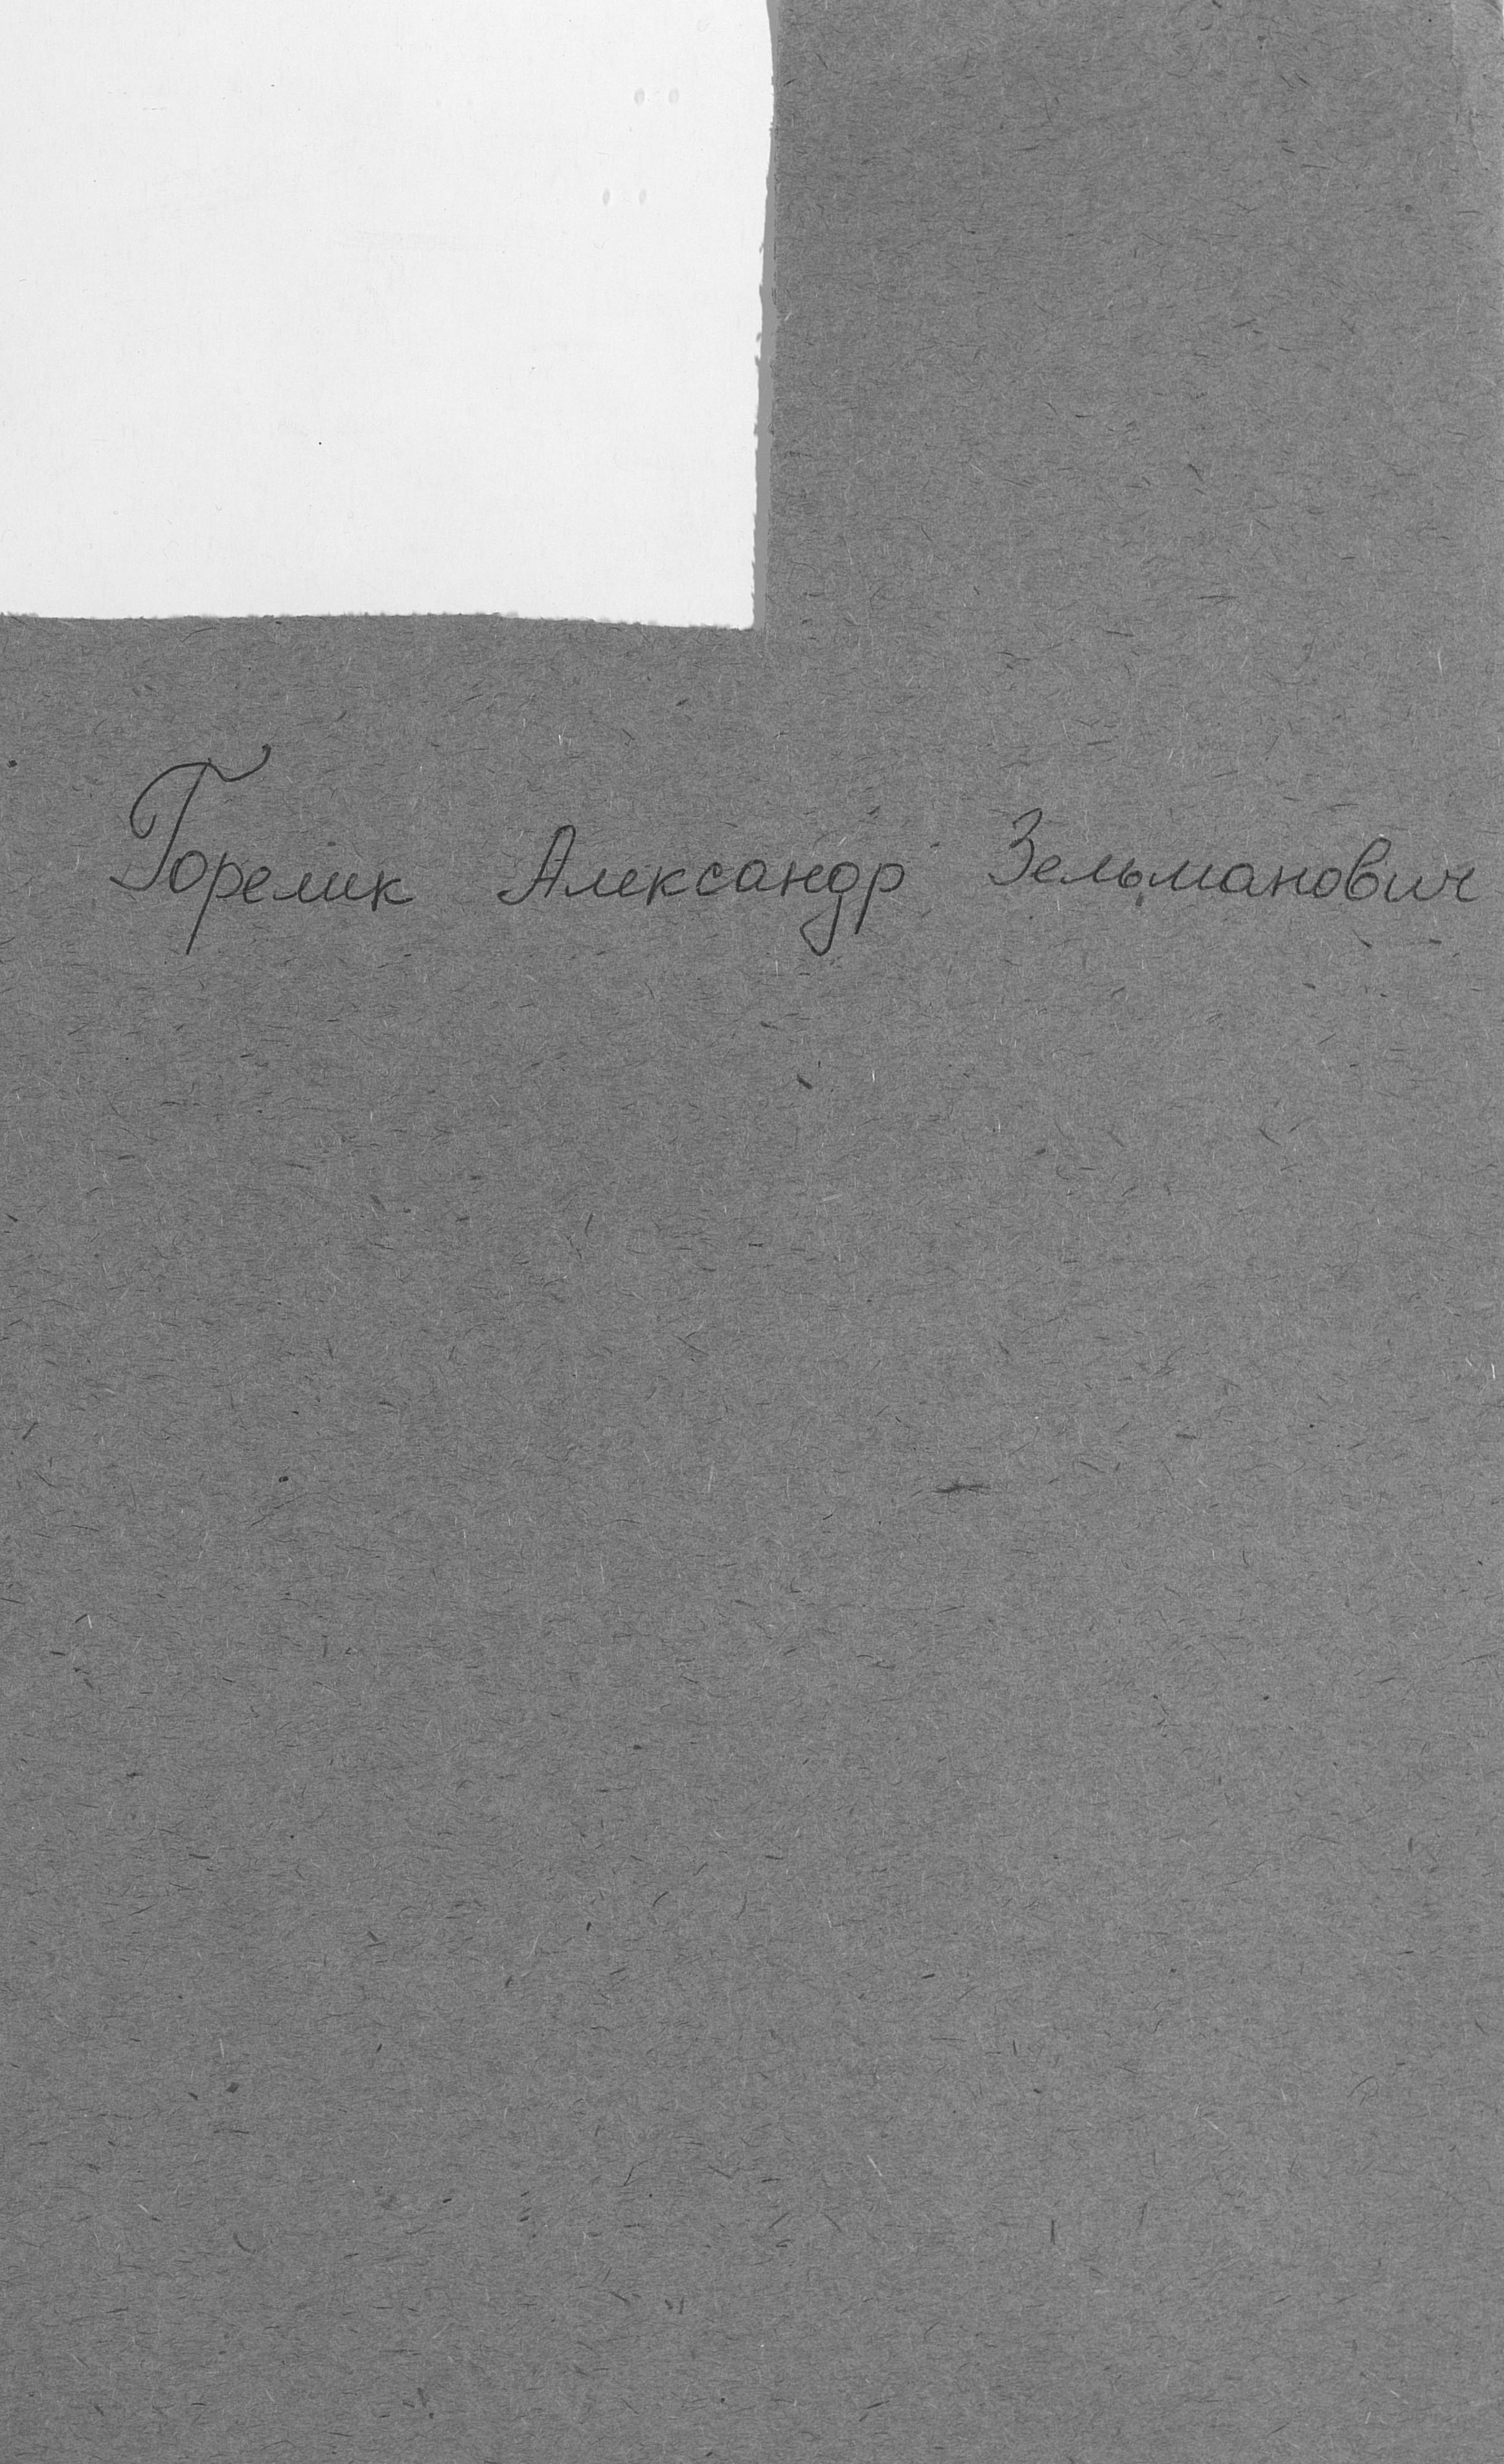 Горелик Александр Зельманович